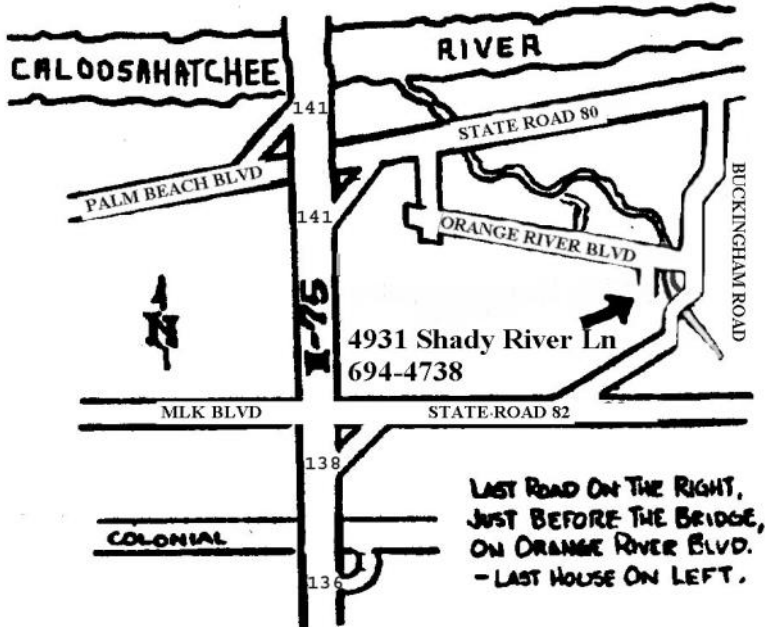 RIVER
CALOOSAHATCHEE
141
STATE ROAD 80
PALM BEACH BLVD
BUCKINGHAM ROAD
141
ORANGE RIVER BLVD
N
I-75
4931 Shady River Ln
694-4738
MLK BLVD
STATE ROAD 82
138
LAST ROAD ON THE RIGHT,
JUST BEFORE THE BRIDGE,
ON ORANGE RIVER BLVD.
- LAST HOUSE ON LEFT.
COLONIAL
136